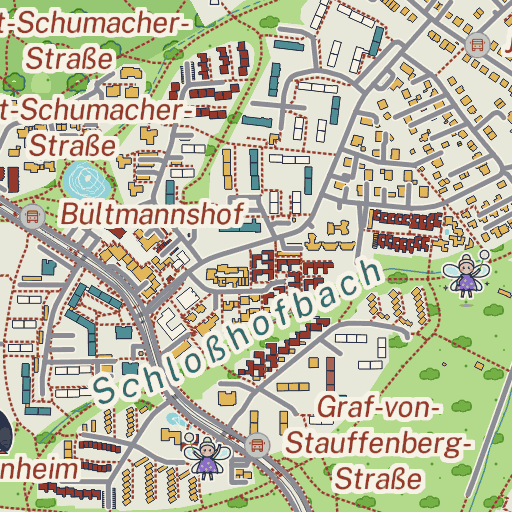 t-Schumacher-
Straße
t-Schumacher-
Straße
Bültmannshof
Schloßhofbach
Graf-von-
Stauffenberg-
Straße
nheim